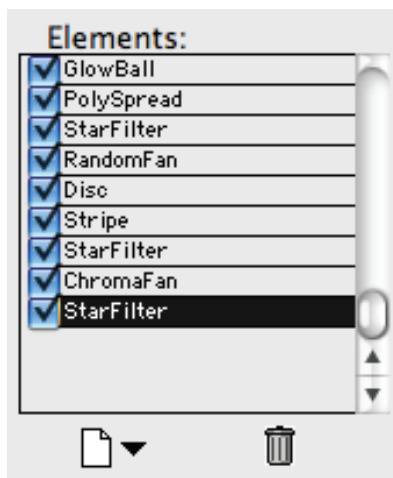 Elements:
GlowBall
PolySpread
StarFilter
RandomFan
Disc
Stripe
StarFilter
ChromaFan
StarFilter